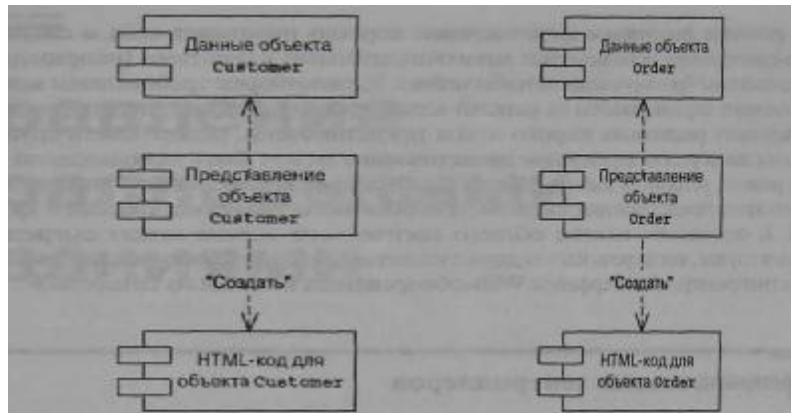 Данные объекта
Customer
Данные объекта
Order
Представление
объекта
Customer
Представление
объекта
Order
"Создать"
"Создать"
HTML-код для
объекта Customer
HTML-код для
объекта Order